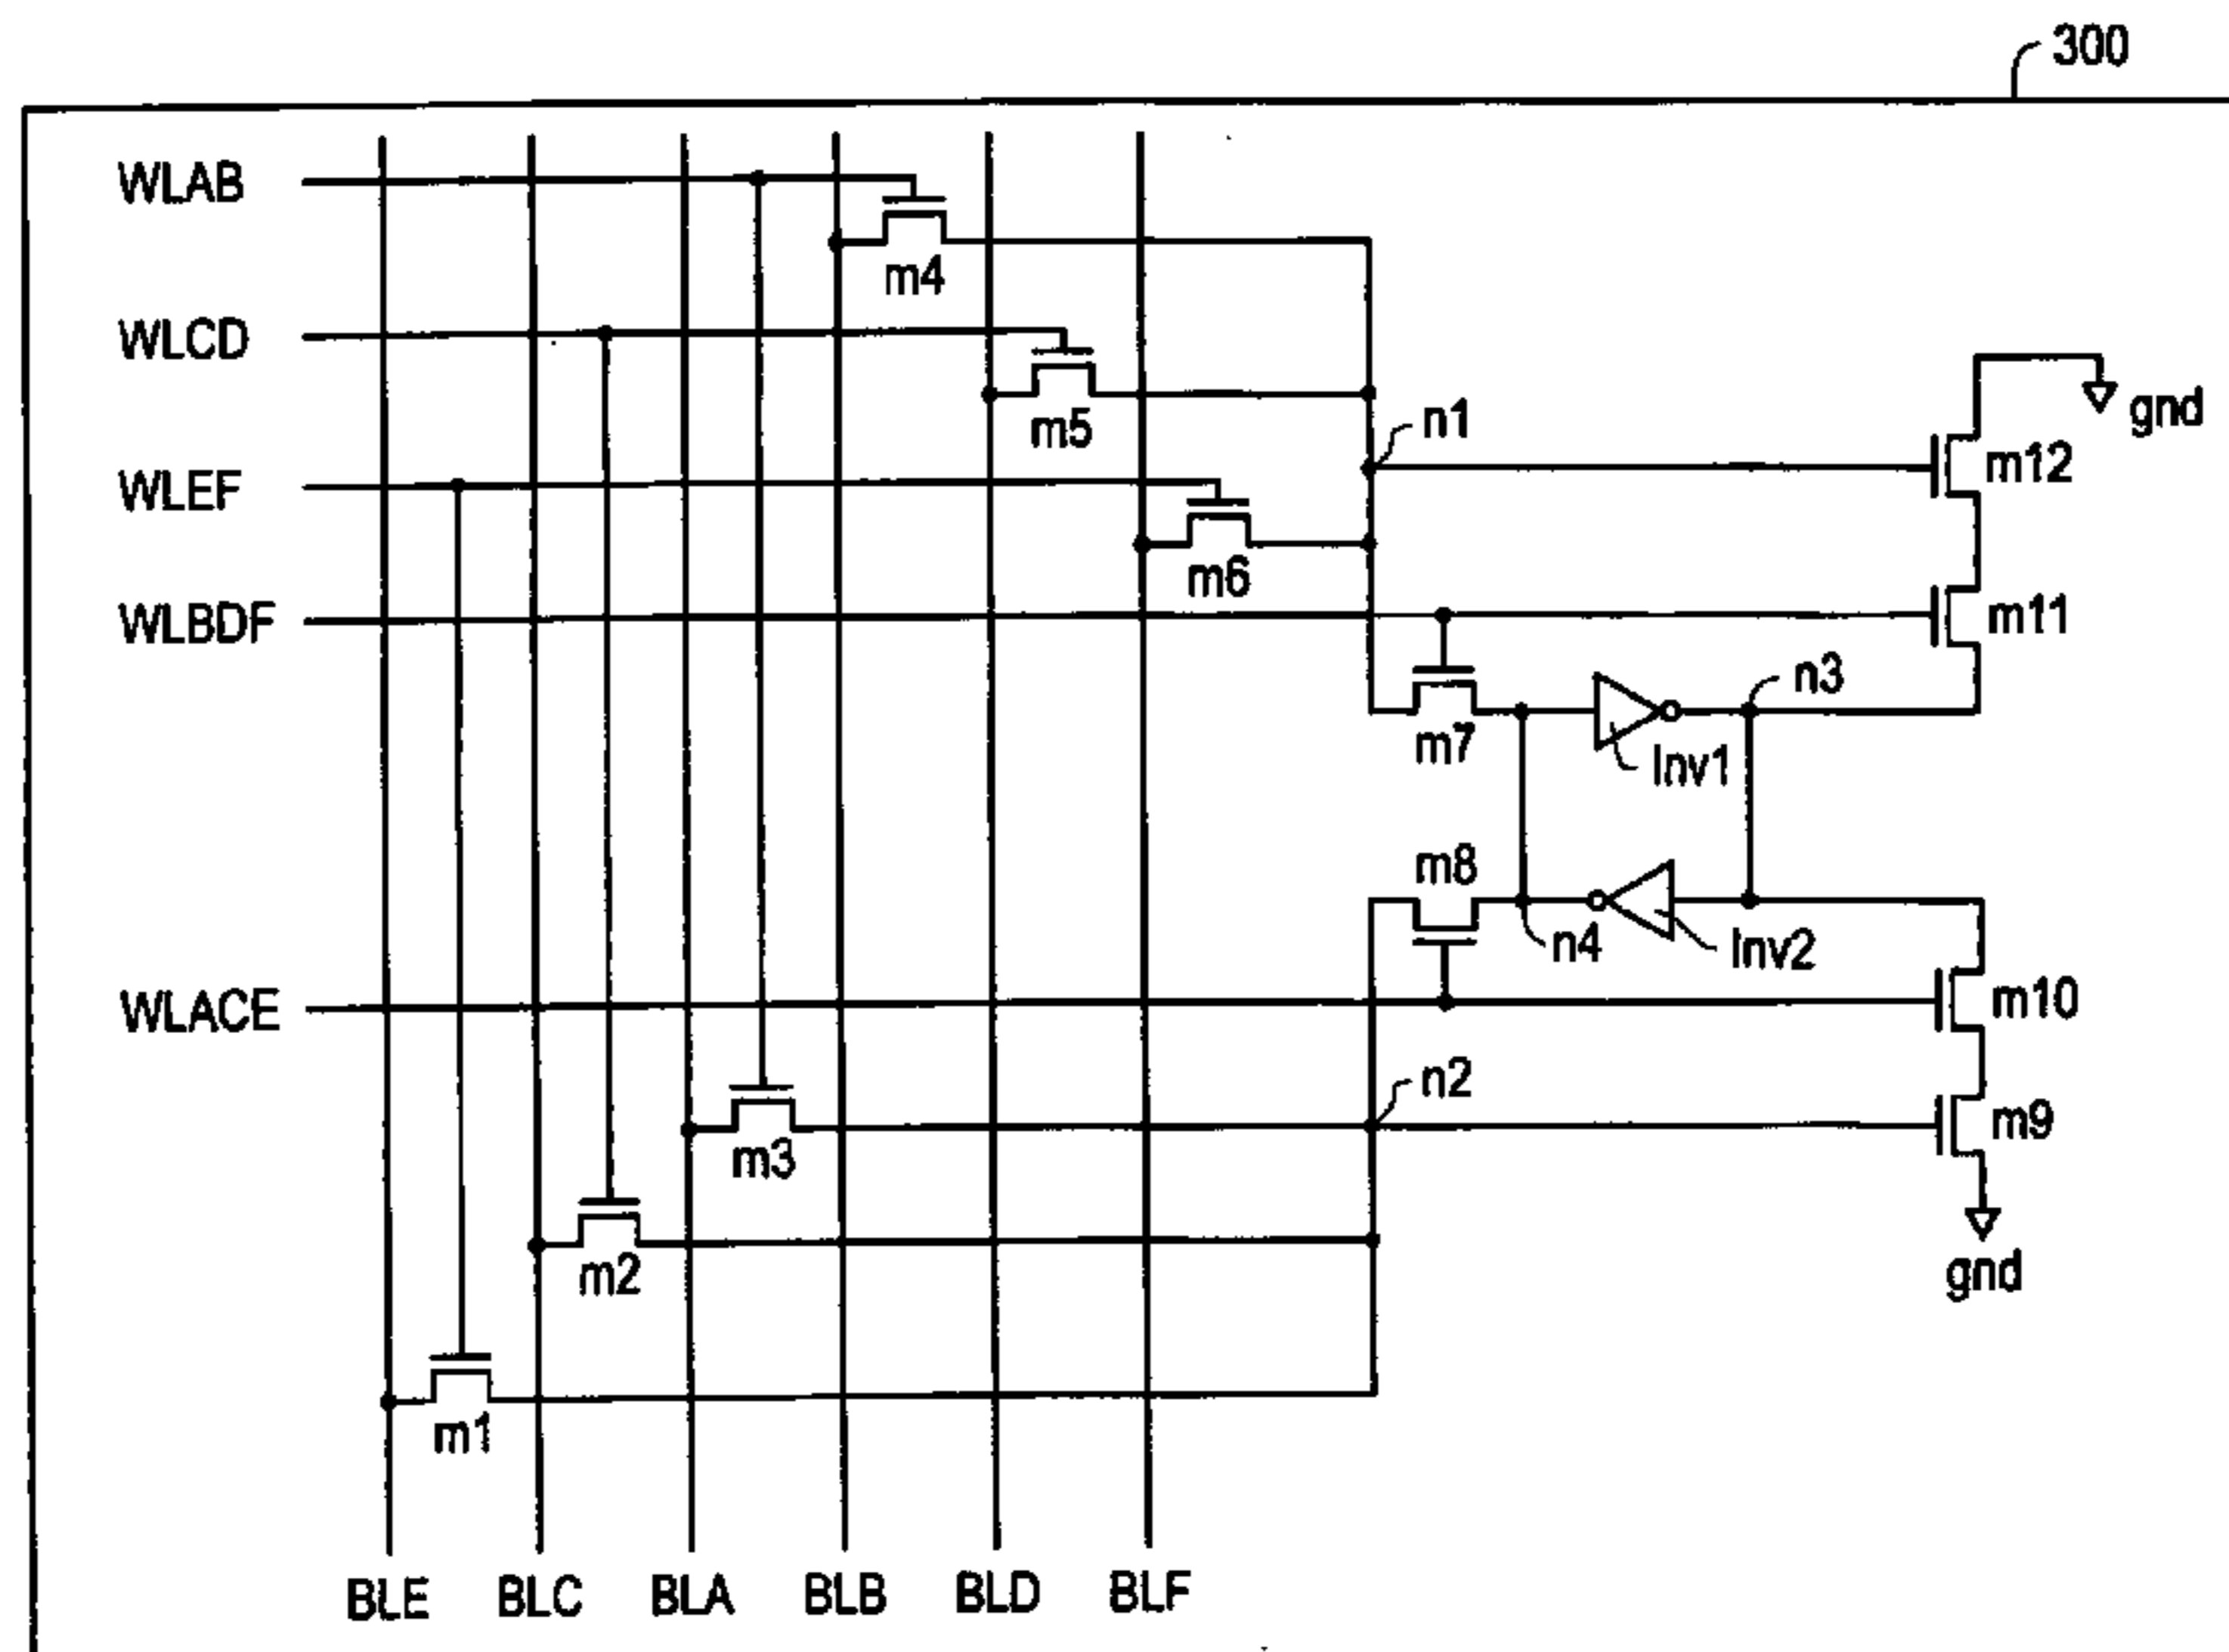 300
WLAB
m4
WLCD
gnd
m5
n1
m12
WLEF
m6
WLBDF
m11
n3
m7
Inv1
m8
n4
Inv2
WLACE
m10
n2
m9
m3
m2
gnd
m1
BLE BLC BLA BLB BLD BLF